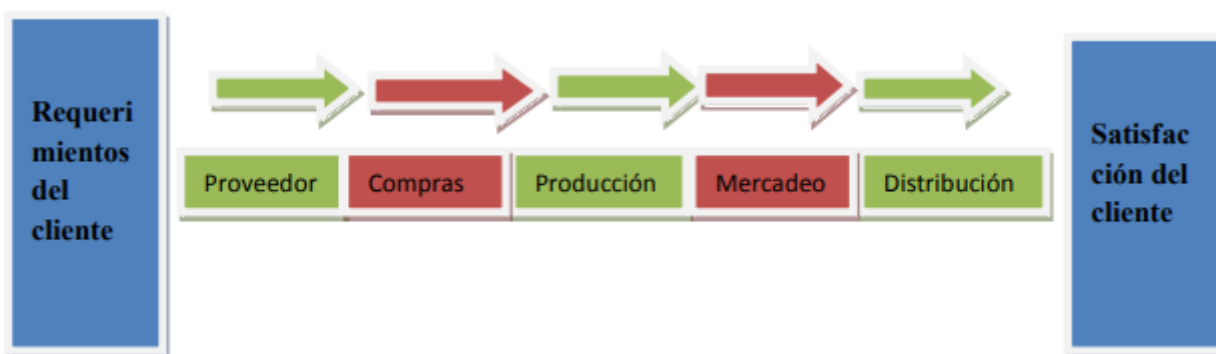 Requeri
mientos
del
cliente
Proveedor
Compras
Producción
Mercadeo
Distribución
Satisfac
ción del
cliente